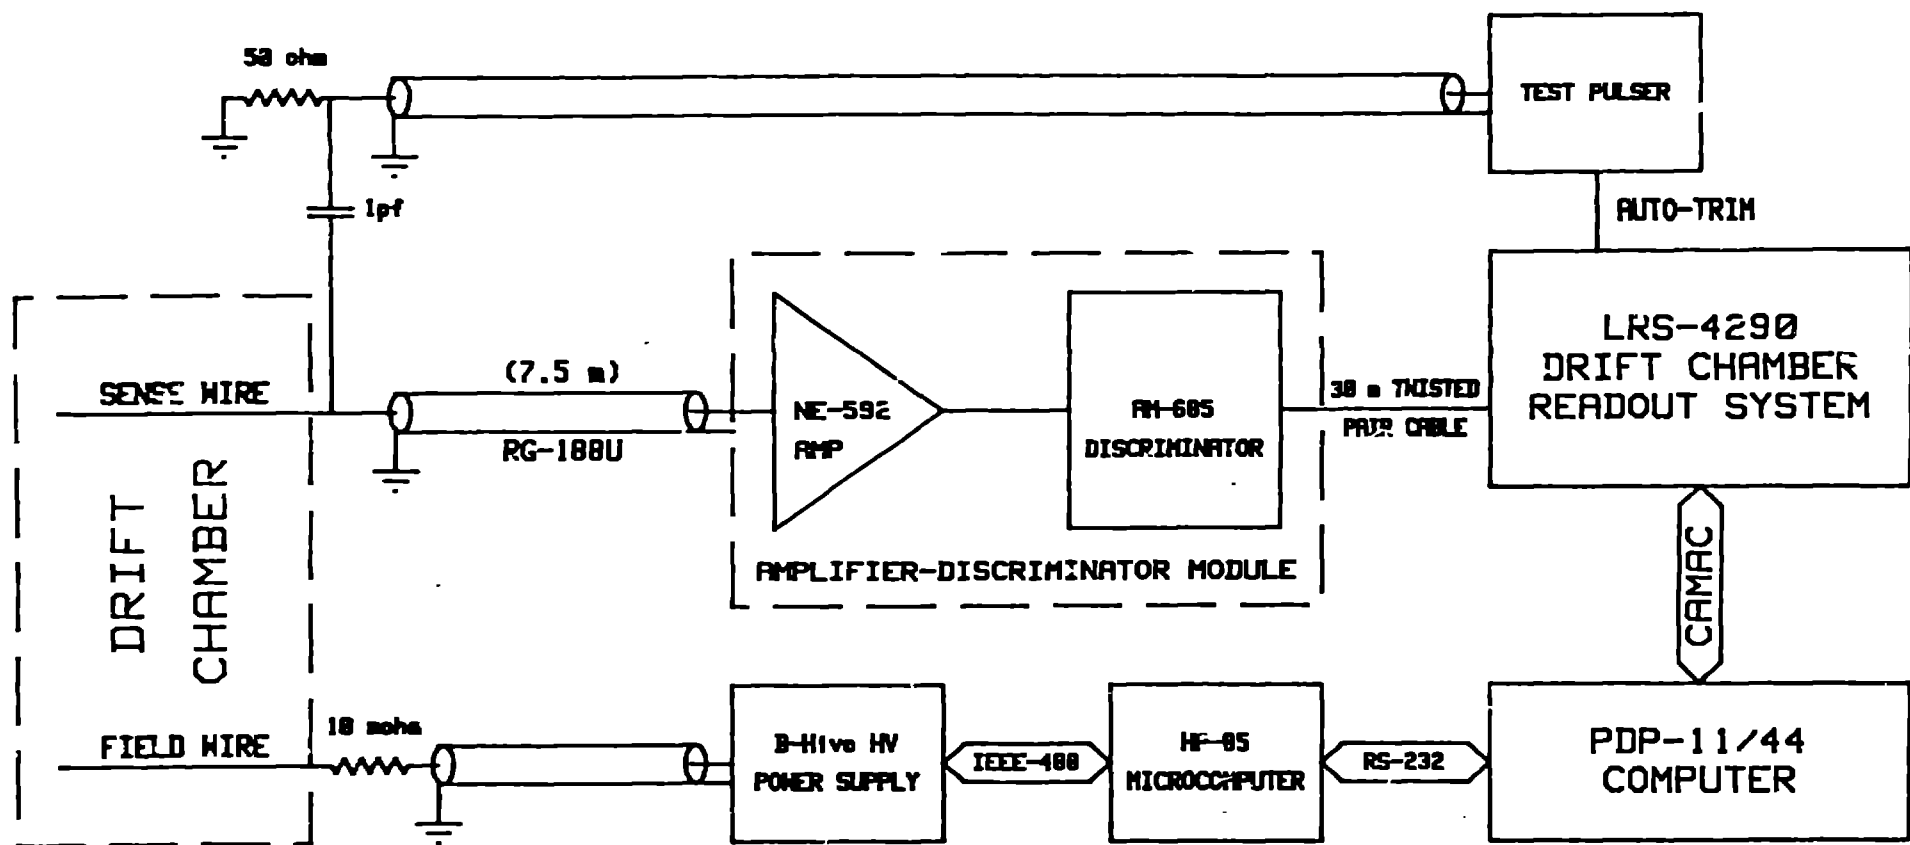 50 ohm
TEST PULSER
1pf
AUTO-TRIM
(7.5 m)
SENSE WIRE
RG-188U
NE-592
AMP
AM-685
DISCRIMINATOR
30 m TWISTED
PAIR CABLE
LRS-4290
DRIFT CHAMBER
READOUT SYSTEM
AMPLIFIER-DISCRIMINATOR MODULE
DRIFT
CHAMBER
CAMAC
FIELD WIRE
10 mohm
B-Hive HV
POWER SUPPLY
IEEE-488
HP-85
MICROCOMPUTER
RS-232
PDP-11/44
COMPUTER